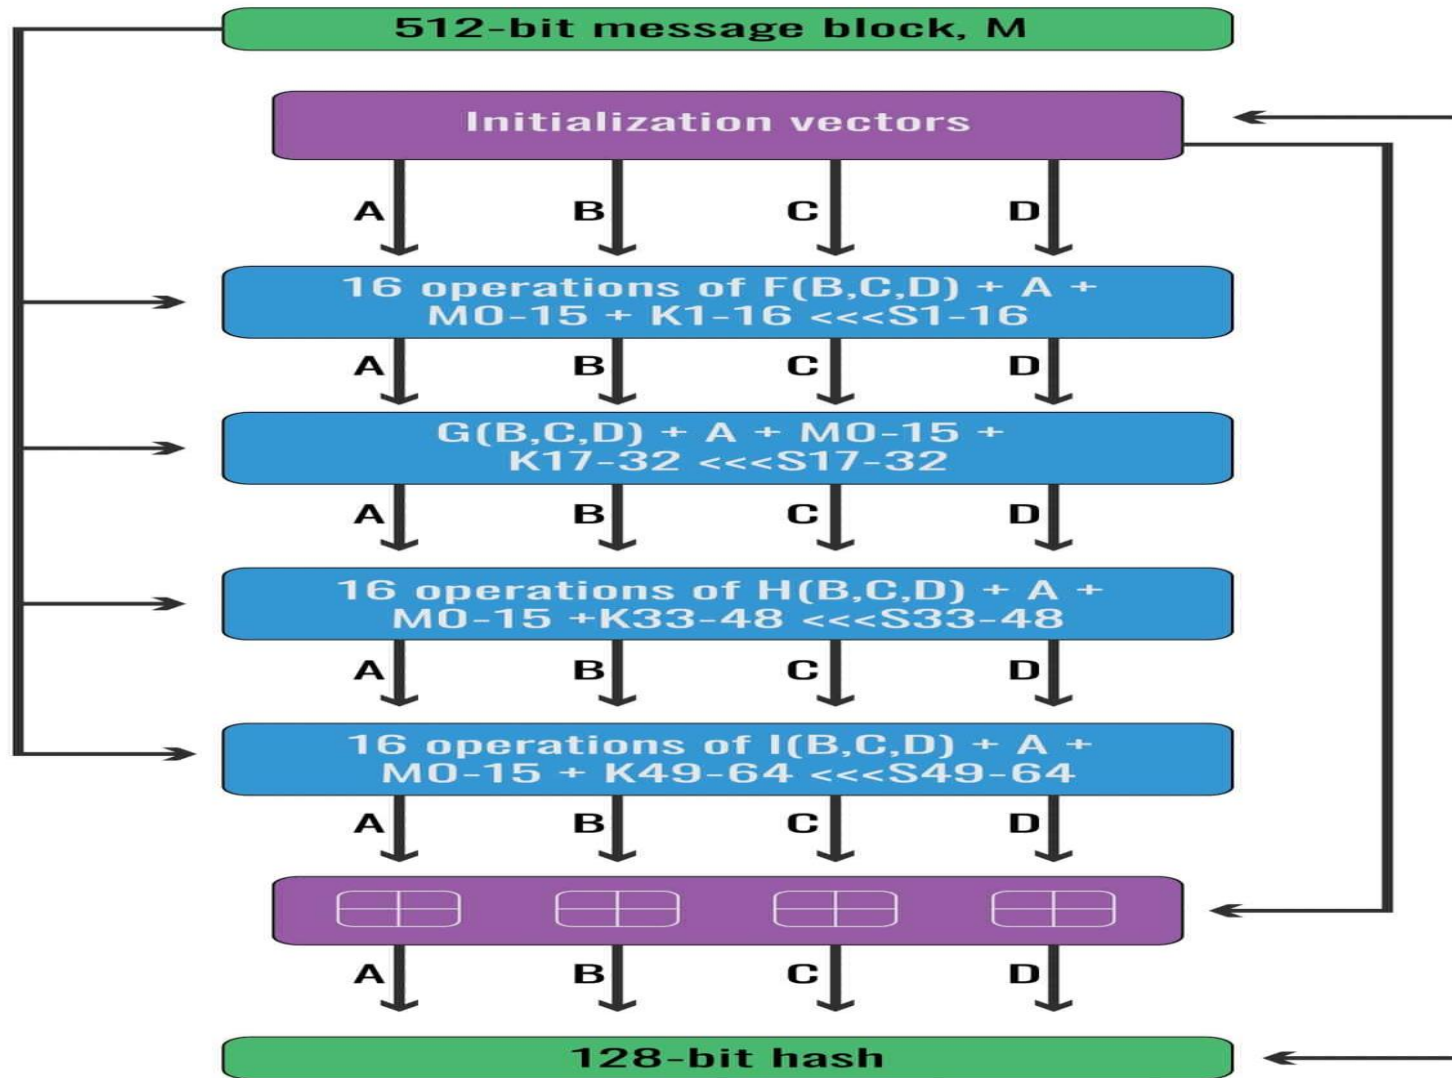 512-bit message block, M
Initialization vectors
A B C D
16 operations of F(B,C,D) + A +
M0-15 + K1-16 <<<S1-16
A B C D
G(B,C,D) + A + M0-15 +
K17-32 <<<S17-32
A B C D
16 operations of H(B,C,D) + A +
M0-15 +K33-48 <<<S33-48
A B C D
16 operations of I(B,C,D) + A +
M0-15 + K49-64 <<<S49-64
A B C D
A B C D
128-bit hash